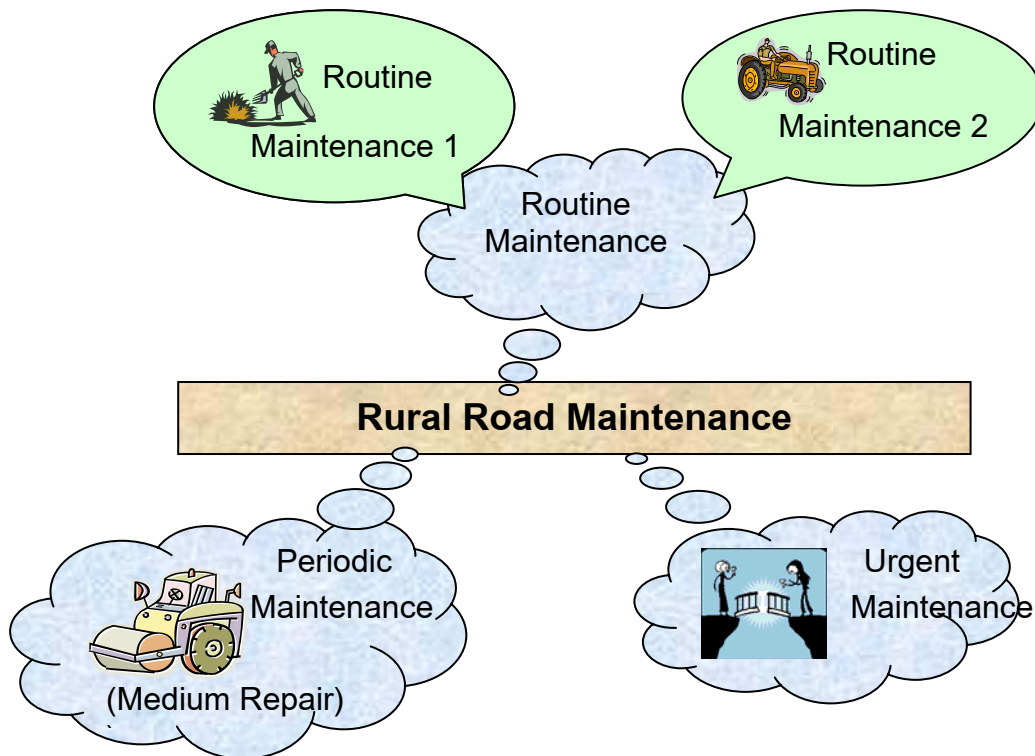 Routine
Maintenance 1
Routine
Maintenance 2
Routine
Maintenance
Rural Road Maintenance
Periodic
Maintenance
(Medium Repair)
Urgent
Maintenance